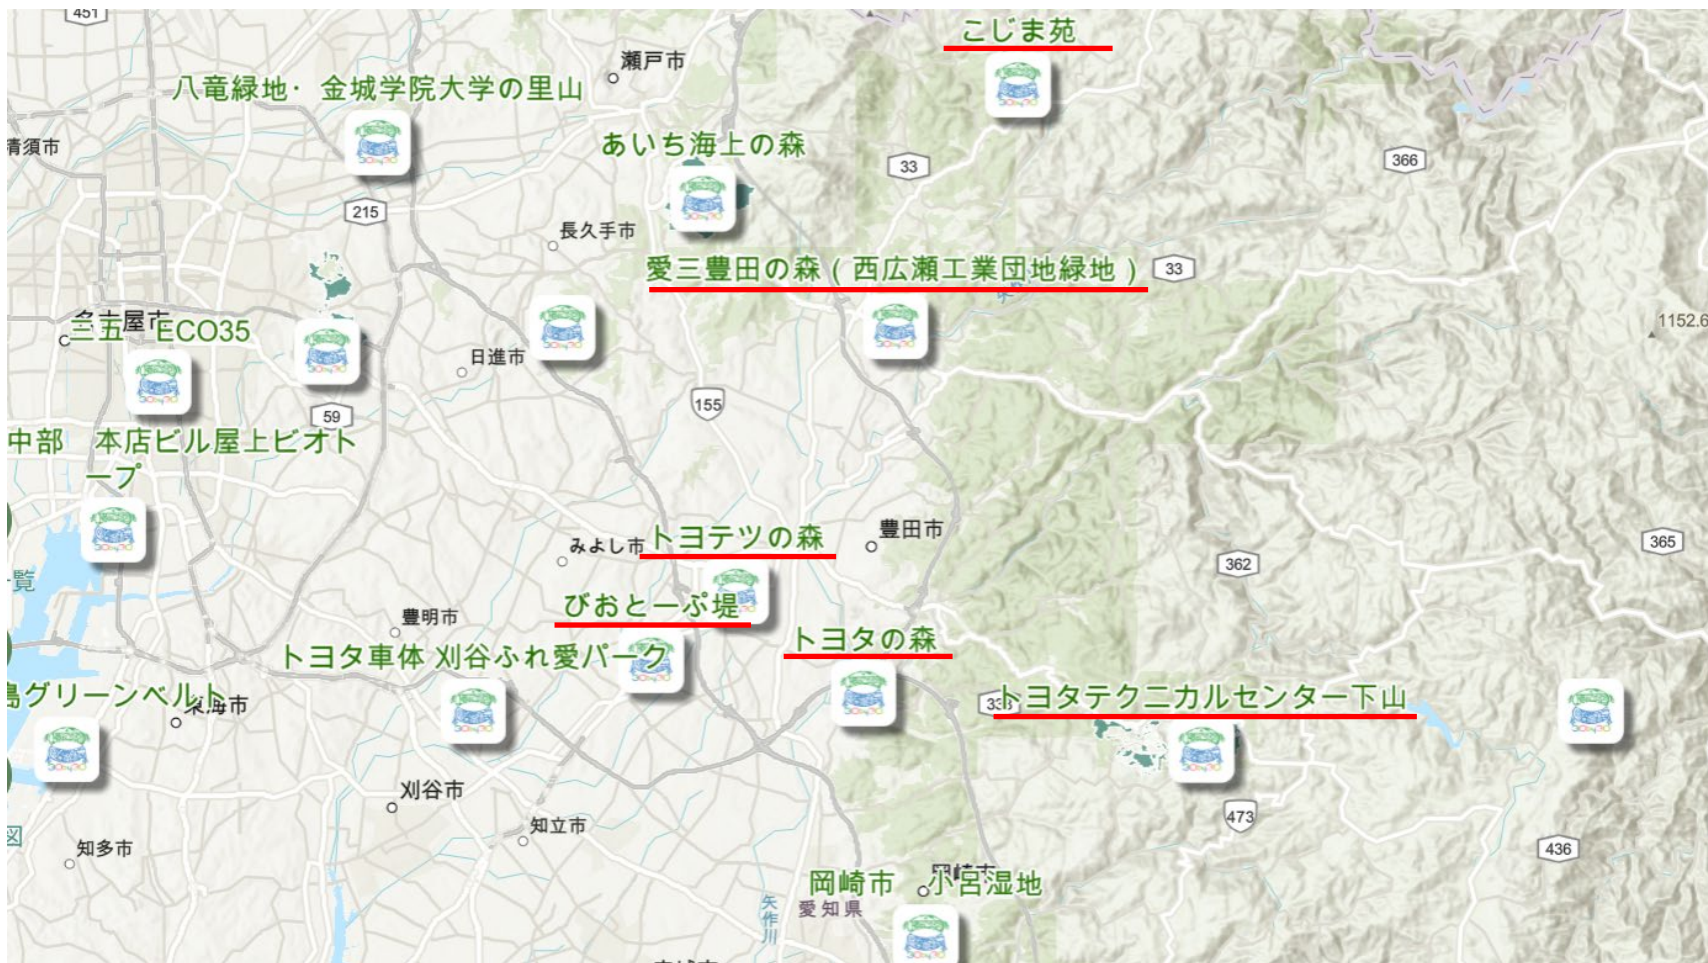 451
こじま苑
瀬戸市
八竜緑地・金城学院大学の里山
清須市
あいち海上の森
33
366
215
長久手市
愛三豊田の森(西広瀬工業団地緑地)
33
名古屋市
三五 ECO35
1152.6
日進市
155
59
中部 本店ビル屋上ビオト
ープ
トヨテツの森
豊田市
みよし市
365
362
覧
びおとーぷ堤
豊明市
トヨタの森
トヨタ車体 刈谷ふれ愛パーク
島グリーンベルト
東海市
トヨタテクニカルセンター下山
刈谷市
473
知立市
図
知多市
436
岡崎市 小呂湿地
岡崎市
愛知県
矢作川